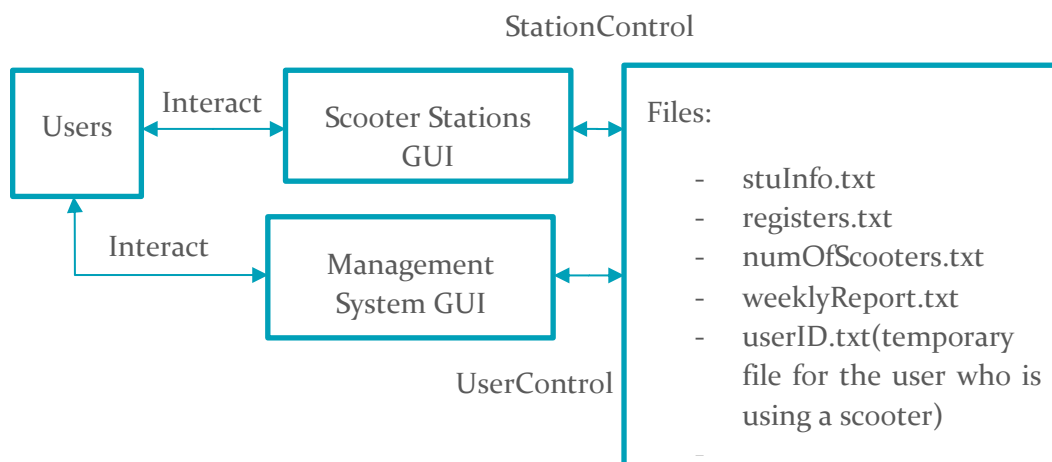 StationControl
Users
Interact
Scooter Stations
GUI
Interact
Management
System GUI
UserControl
Files:
- stuInfo.txt
- registers.txt
- numOfScooters.txt
- weeklyReport.txt
- userID.txt(temporary
file for the user who is
using a scooter)
-